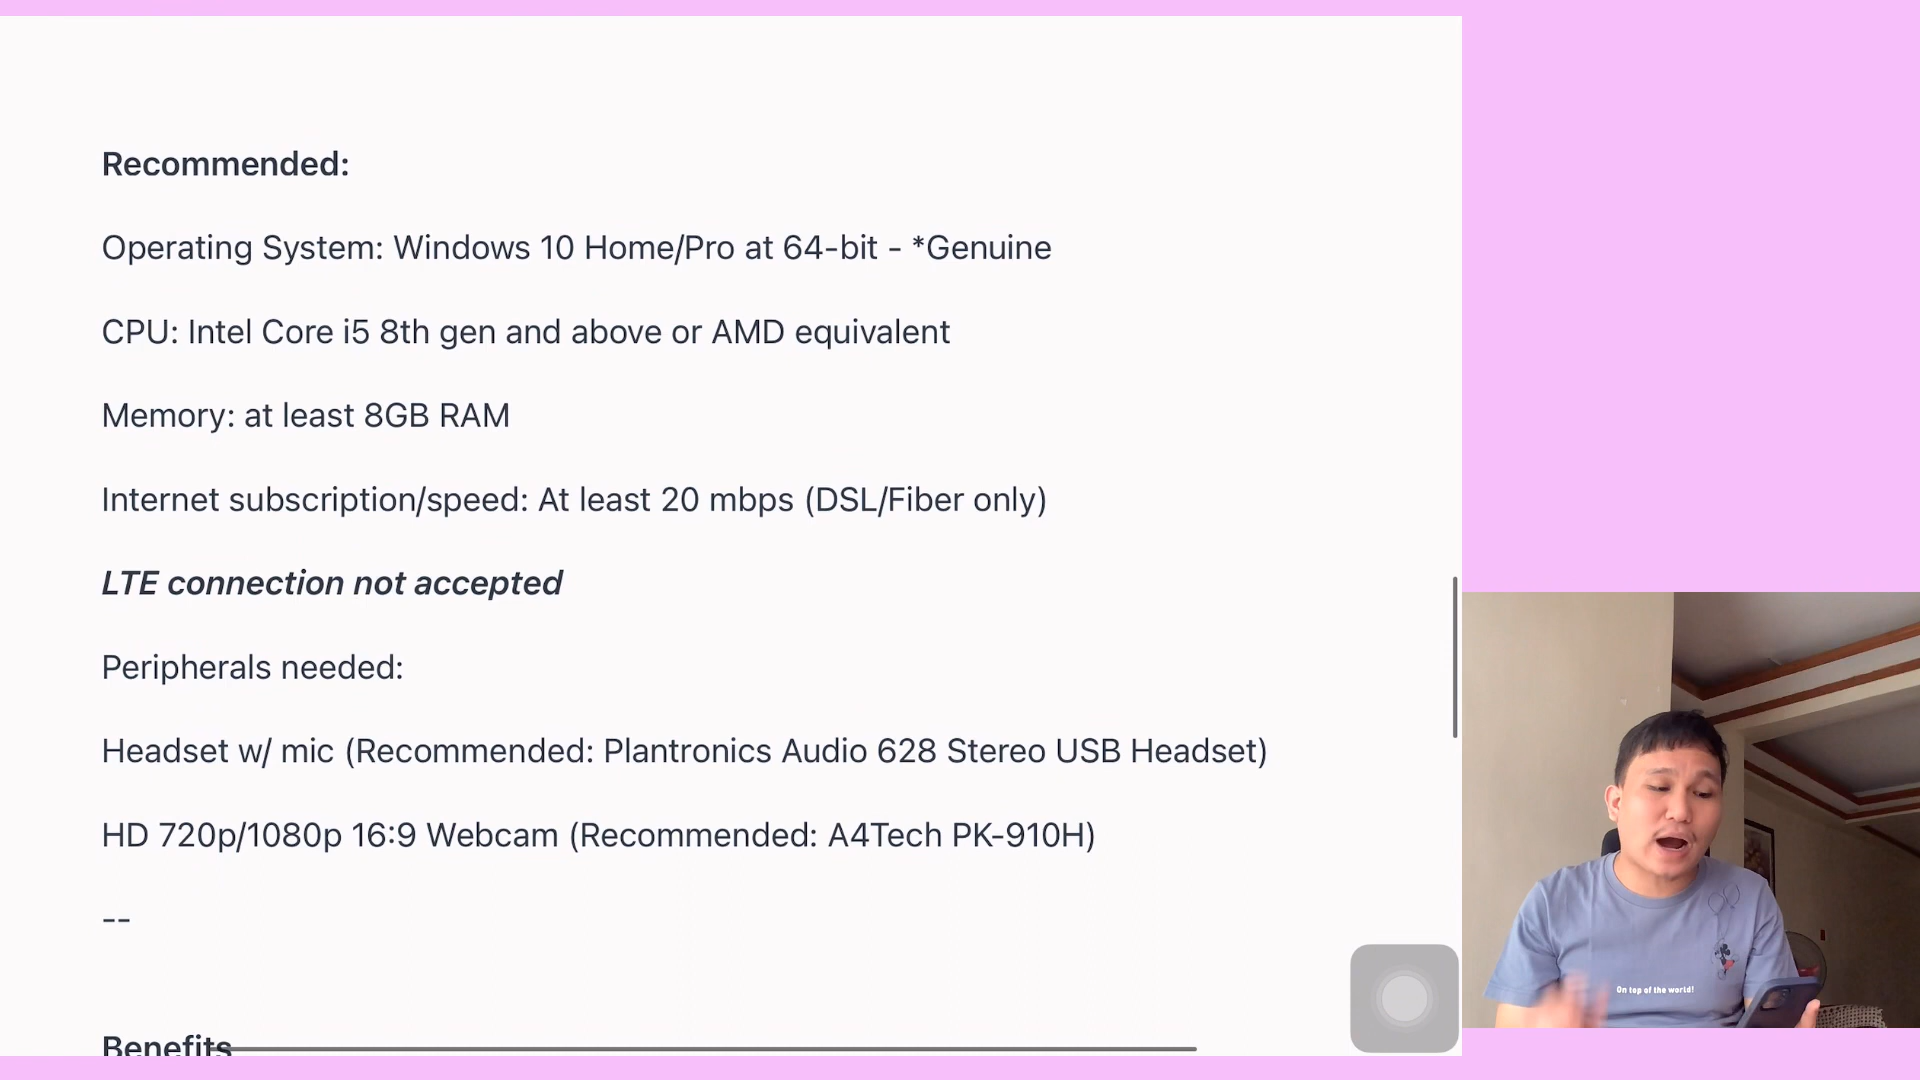 Recommended:
Operating System: Windows 10 Home/Pro at 64-bit - *Genuine
CPU: Intel Core i5 8th gen and above or AMD equivalent
Memory: at least 8GB RAM
Internet subscription/speed: At least 20 mbps (DSL/Fiber only)
LTE connection not accepted
Peripherals needed:
Headset w/ mic (Recommended: Plantronics Audio 628 Stereo USB Headset)
HD 720p/1080p 16:9 Webcam (Recommended: A4Tech PK-910H)
--
Benefits
On top of the world!